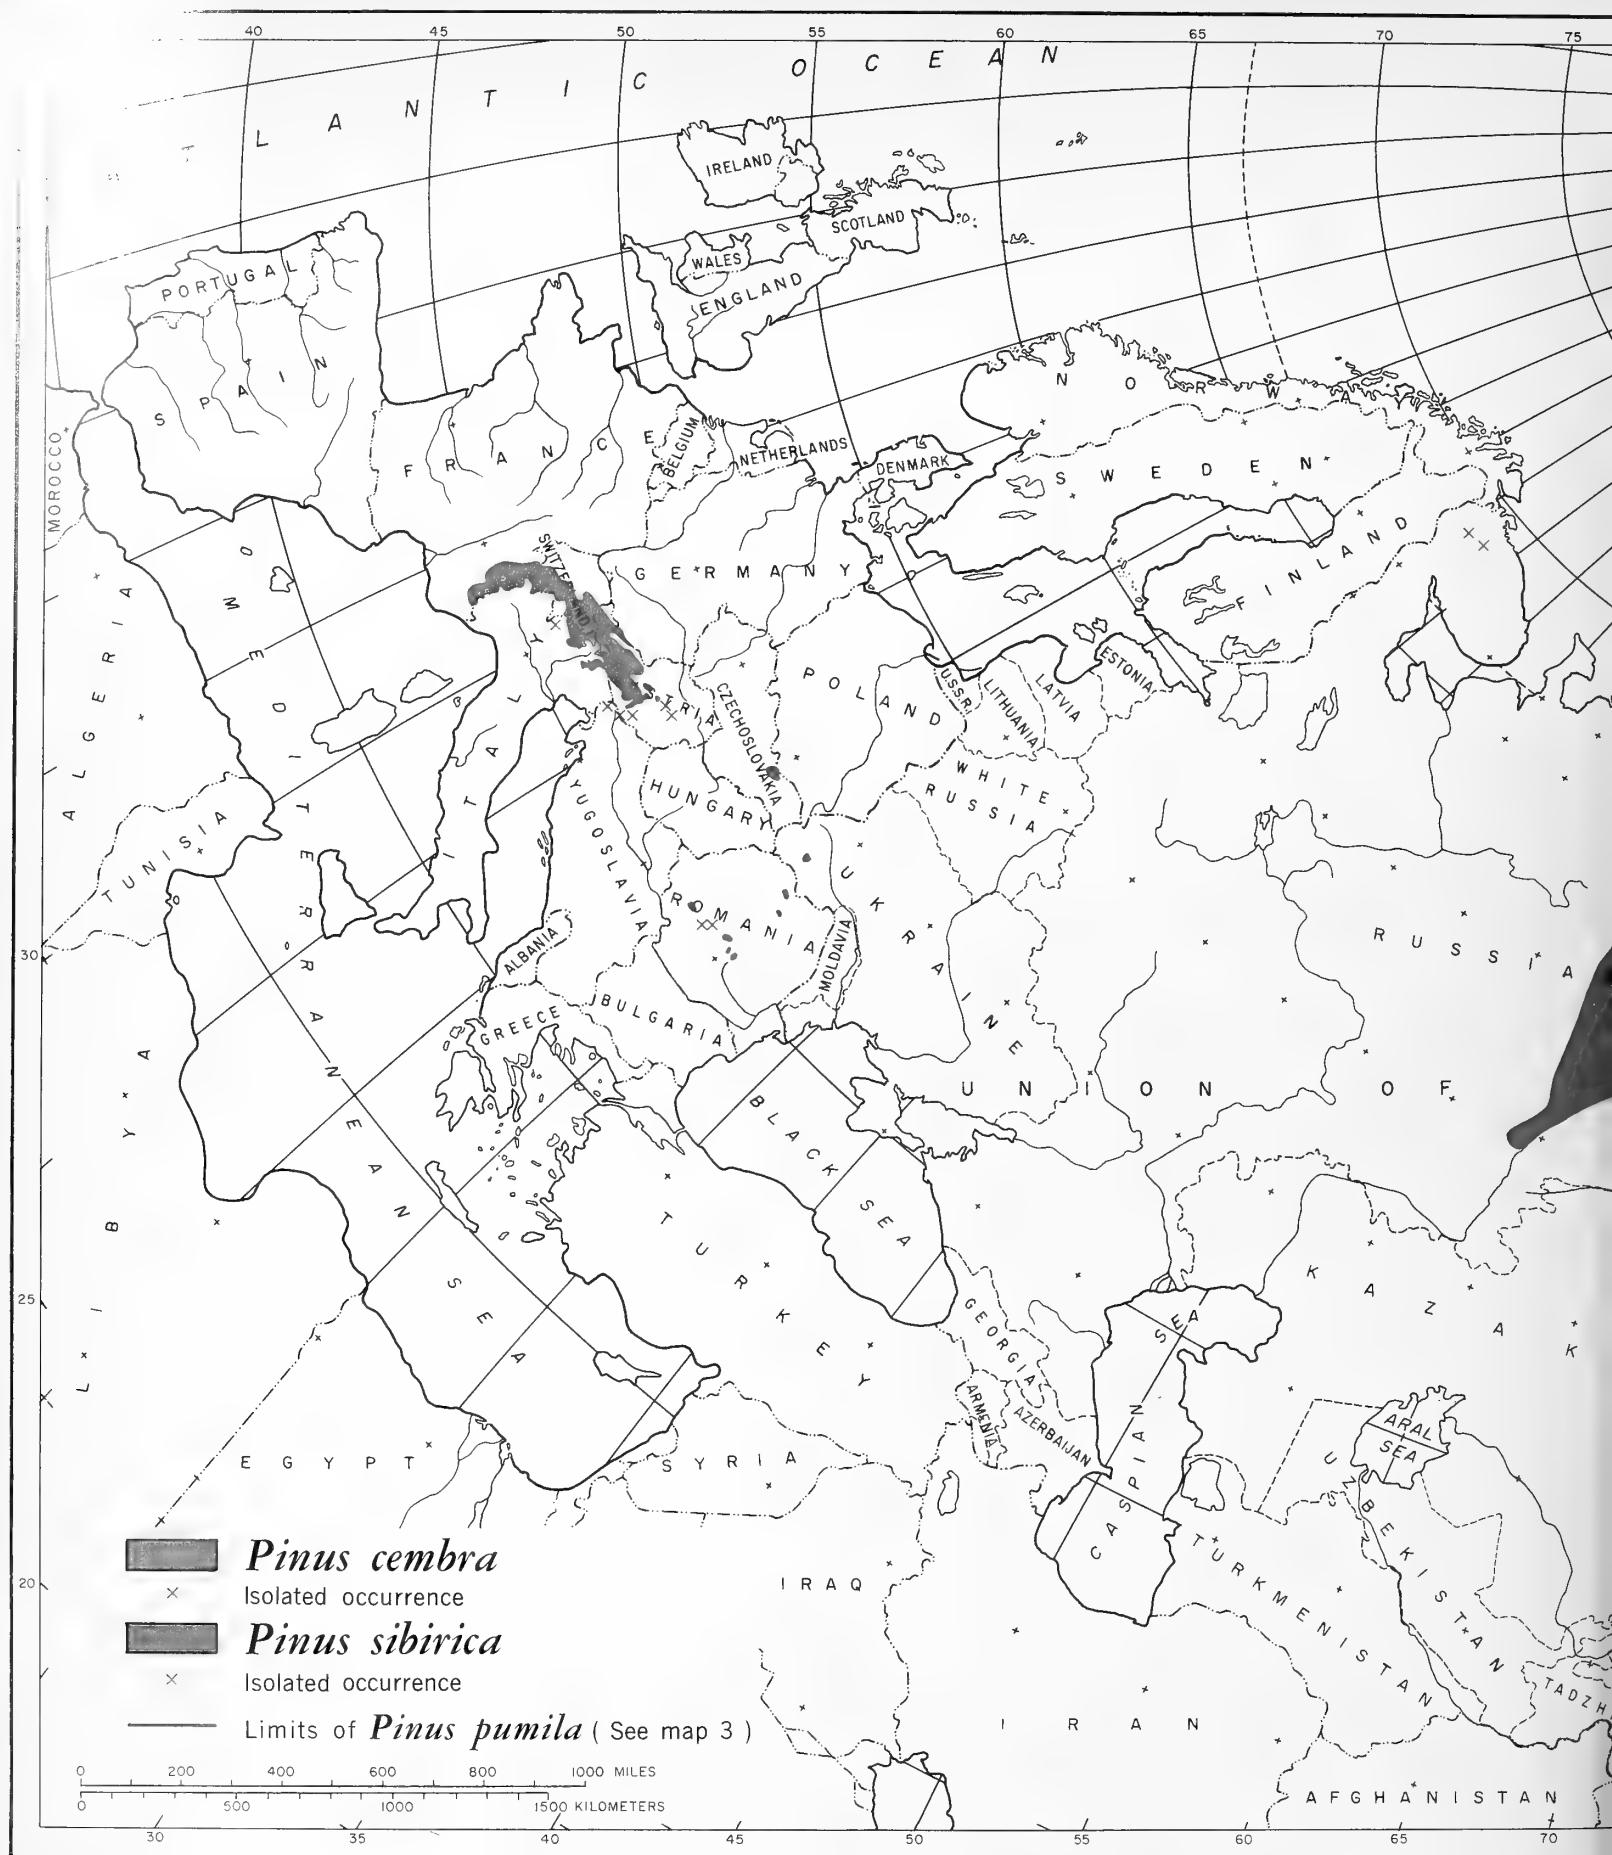 40 45 50 55 60 65 70 75
ATLANTIC OCEAN
IRELAND
SCOTLAND
WALES
ENGLAND
PORTUGAL
SPAIN
NORWAY
MOROCCO
FRANCE
BELGIUM
NETHERLANDS
DENMARK
SWEDEN
FINLAND
SWITZERLAND
GERMANY
ALGERIA
MEDITERRANEAN SEA
ITALY
AUSTRIA
CZECHOSLOVAKIA
POLAND
U.S.S.R.
LITHUANIA
LATVIA
ESTONIA
WHITE
RUSSIA
HUNGARY
YUGOSLAVIA
TUNISIA
UKRAINE
ROMANIA
MOLDAVIA
RUSSIA
30
ALBANIA
BULGARIA
GREECE
UNION OF
LIBYA
BLACK SEA
TURKEY
KAZAK
25
GEORGIA
ARMENIA
AZERBAIJAN
CASPIAN SEA
ARAL
SEA
EGYPT
SYRIA
UZBEKISTAN
TURKMENISTAN
IRAQ
20
TADZH
IRAN
AFGHANISTAN
Pinus cembra
× Isolated occurrence
Pinus sibirica
× Isolated occurrence
Limits of Pinus pumila ( See map 3 )
0 200 400 600 800 1000 MILES
0 500 1000 1500 KILOMETERS
30 35 40 45 50 55 60 65 70